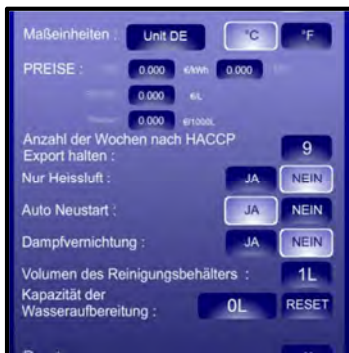 Maßeinheiten : Unit DE °C °F
PREISE : 0.000 €/kWh 0.000
0.000 €/L
0.000 €/1000L
Anzahl der Wochen nach HACCP
Export halten : 9
Nur Heissluft : JA NEIN
Auto Neustart : JA NEIN
Dampfvernichtung : JA NEIN
Volumen des Reinigungsbehälters : 1L
Kapazität der
Wasseraufbereitung : 0L RESET